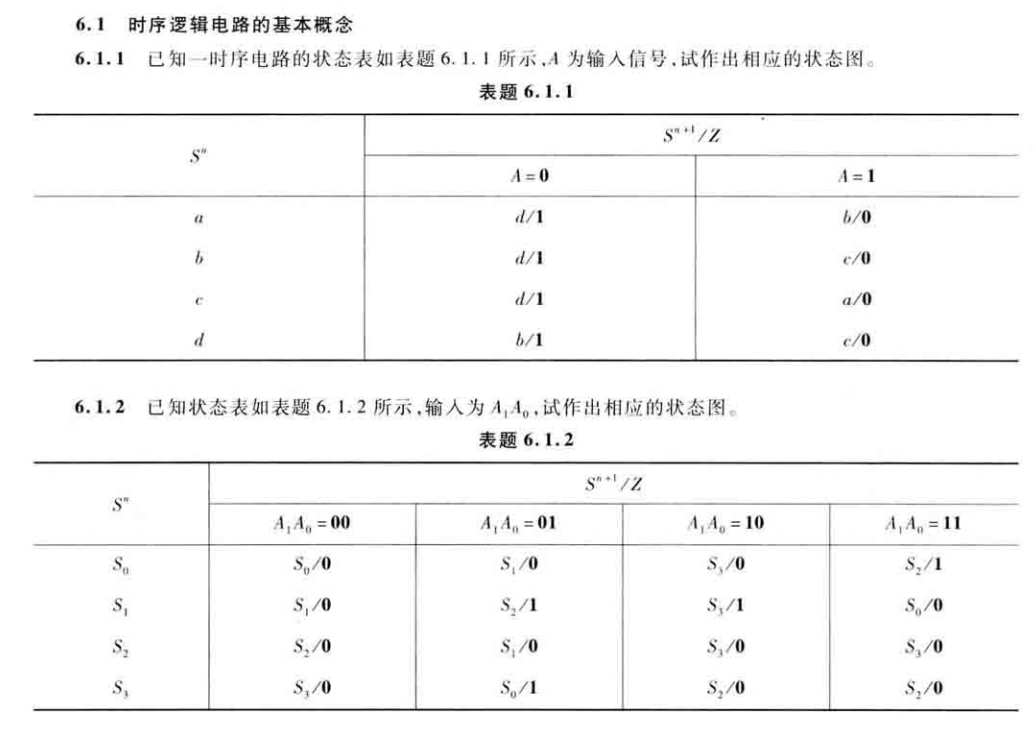 6.1 时序逻辑电路的基本概念
6.1.1 已知一时序电路的状态表如表题 6.1.1 所示,A 为输入信号,试作出相应的状态图。
表题 6.1.1
Sⁿ Sⁿ⁺¹/Z
A=0 A=1
a d/1 b/0
b d/1 c/0
c d/1 a/0
d b/1 c/0
6.1.2 已知状态表如表题 6.1.2 所示,输入为 A₁A₀,试作出相应的状态图。
表题 6.1.2
Sⁿ Sⁿ⁺¹/Z
A₁A₀=00 A₁A₀=01 A₁A₀=10 A₁A₀=11
S₀ S₀/0 S₁/0 S₃/0 S₂/1
S₁ S₁/0 S₂/1 S₃/1 S₀/0
S₂ S₂/0 S₁/0 S₃/0 S₃/0
S₃ S₃/0 S₀/1 S₂/0 S₂/0